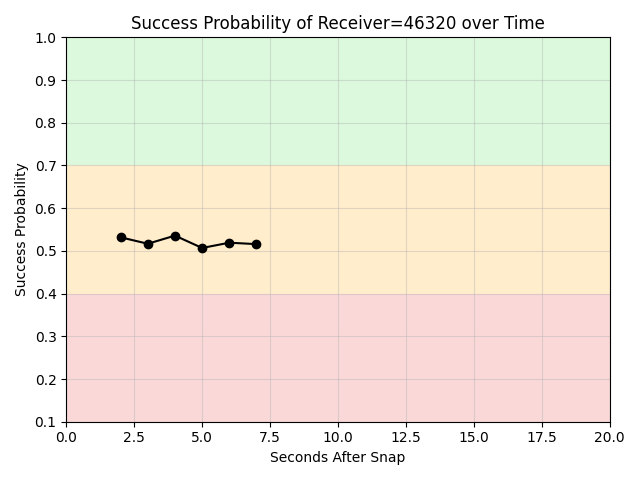 Success Probability of Receiver=46320 over Time
Success Probability
1.0
0.9
0.8
0.7
0.6
0.5
0.4
0.3
0.2
0.1
0.0 2.5 5.0 7.5 10.0 12.5 15.0 17.5 20.0
Seconds After Snap